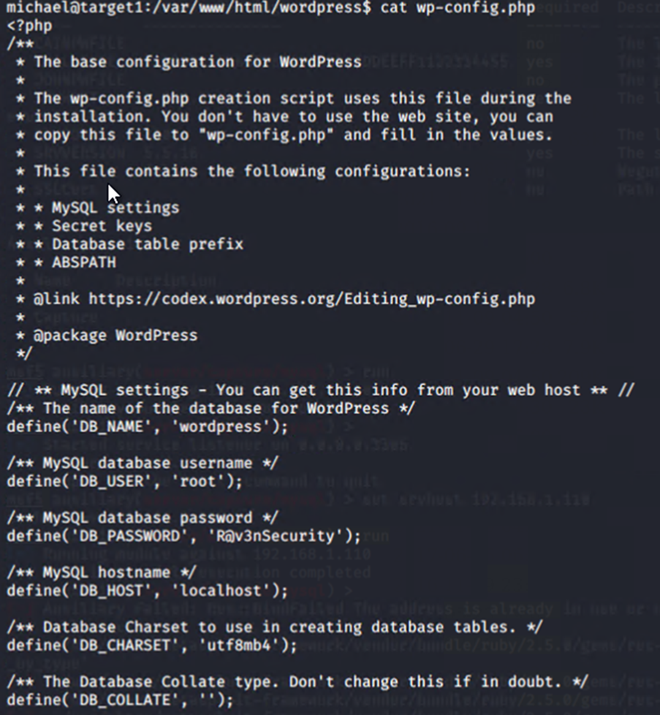 michael@target1:/var/www/html/wordpress$ cat wp-config.php
<?php
/**
 * The base configuration for WordPress
 *
 * The wp-config.php creation script uses this file during the
 * installation. You don't have to use the web site, you can
 * copy this file to "wp-config.php" and fill in the values.
 *
 * This file contains the following configurations:
 *
 * * MySQL settings
 * * Secret keys
 * * Database table prefix
 * * ABSPATH
 *
 * @link https://codex.wordpress.org/Editing_wp-config.php
 *
 * @package WordPress
 */
// ** MySQL settings - You can get this info from your web host ** //
/** The name of the database for WordPress */
define('DB_NAME', 'wordpress');
/** MySQL database username */
define('DB_USER', 'root');
/** MySQL database password */
define('DB_PASSWORD', 'R@v3nSecurity');
/** MySQL hostname */
define('DB_HOST', 'localhost');
/** Database Charset to use in creating database tables. */
define('DB_CHARSET', 'utf8mb4');
/** The Database Collate type. Don't change this if in doubt. */
define('DB_COLLATE', '');